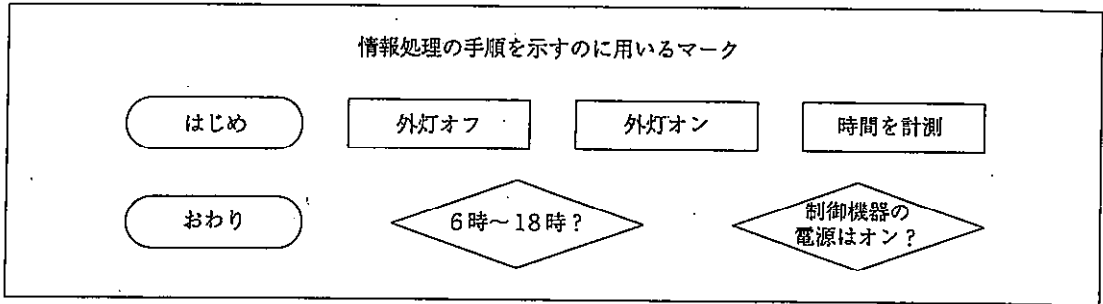 情報処理の手順を示すのに用いるマーク
はじめ
外灯オフ
外灯オン
時間を計測
おわり
6時〜18時?
制御機器の
電源はオン?